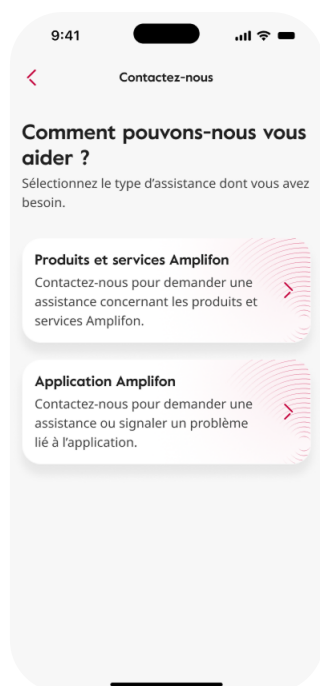 9:41
Contactez-nous
Comment pouvons-nous vous
aider ?
Sélectionnez le type d'assistance dont vous avez
besoin.
Produits et services Amplifon
Contactez-nous pour demander une
assistance concernant les produits et
services Amplifon.
Application Amplifon
Contactez-nous pour demander une
assistance ou signaler un problème
lié à l'application.